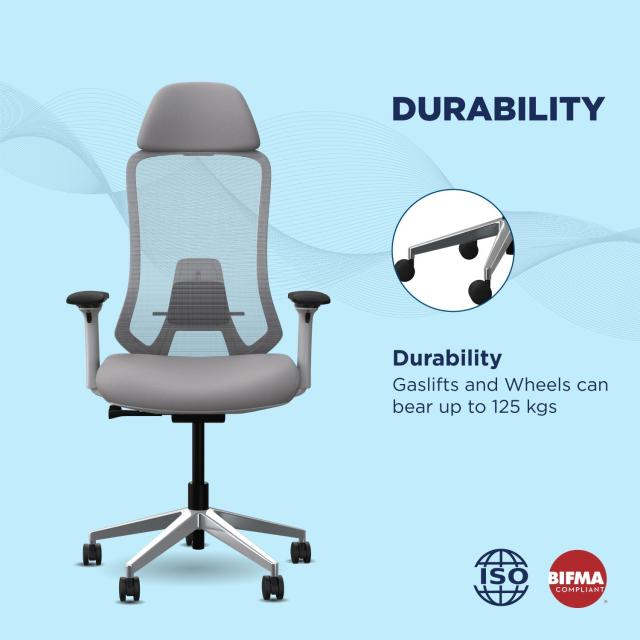 DURABILITY
Durability
Gaslifts and Wheels can
bear up to 125 kgs
ISO
BIFMA
COMPLIANT